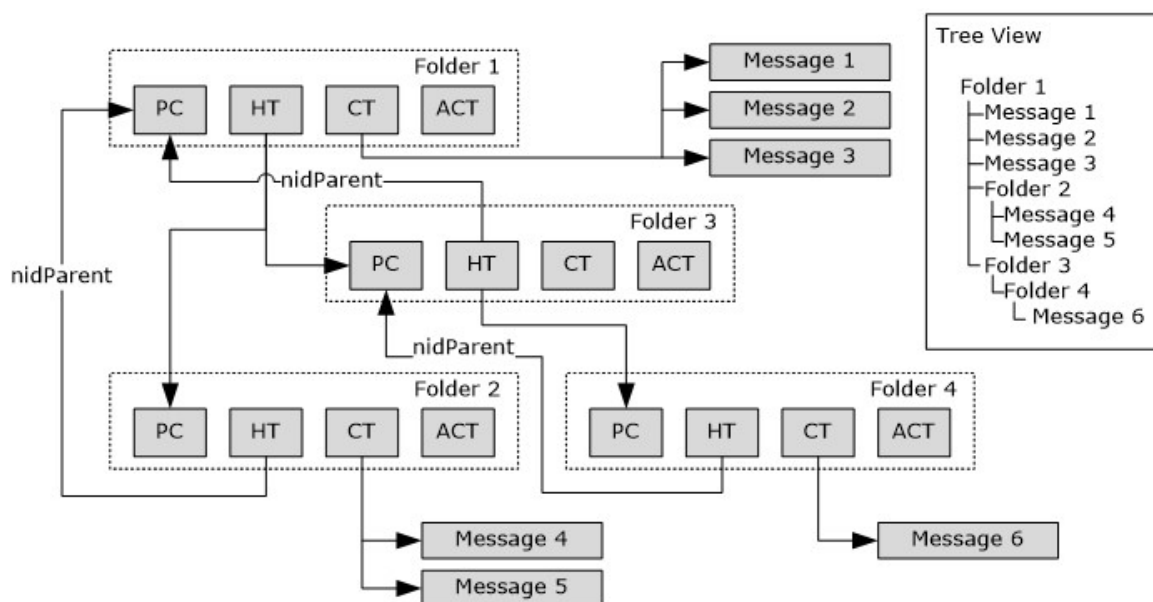 Folder 1
PC
HT
CT
ACT
Message 1
Message 2
Message 3
nidParent
Folder 3
PC
HT
CT
ACT
nidParent
nidParent
Folder 2
PC
HT
CT
ACT
Folder 4
PC
HT
CT
ACT
Message 4
Message 5
Message 6
Tree View
Folder 1
Message 1
Message 2
Message 3
Folder 2
Message 4
Message 5
Folder 3
Folder 4
Message 6